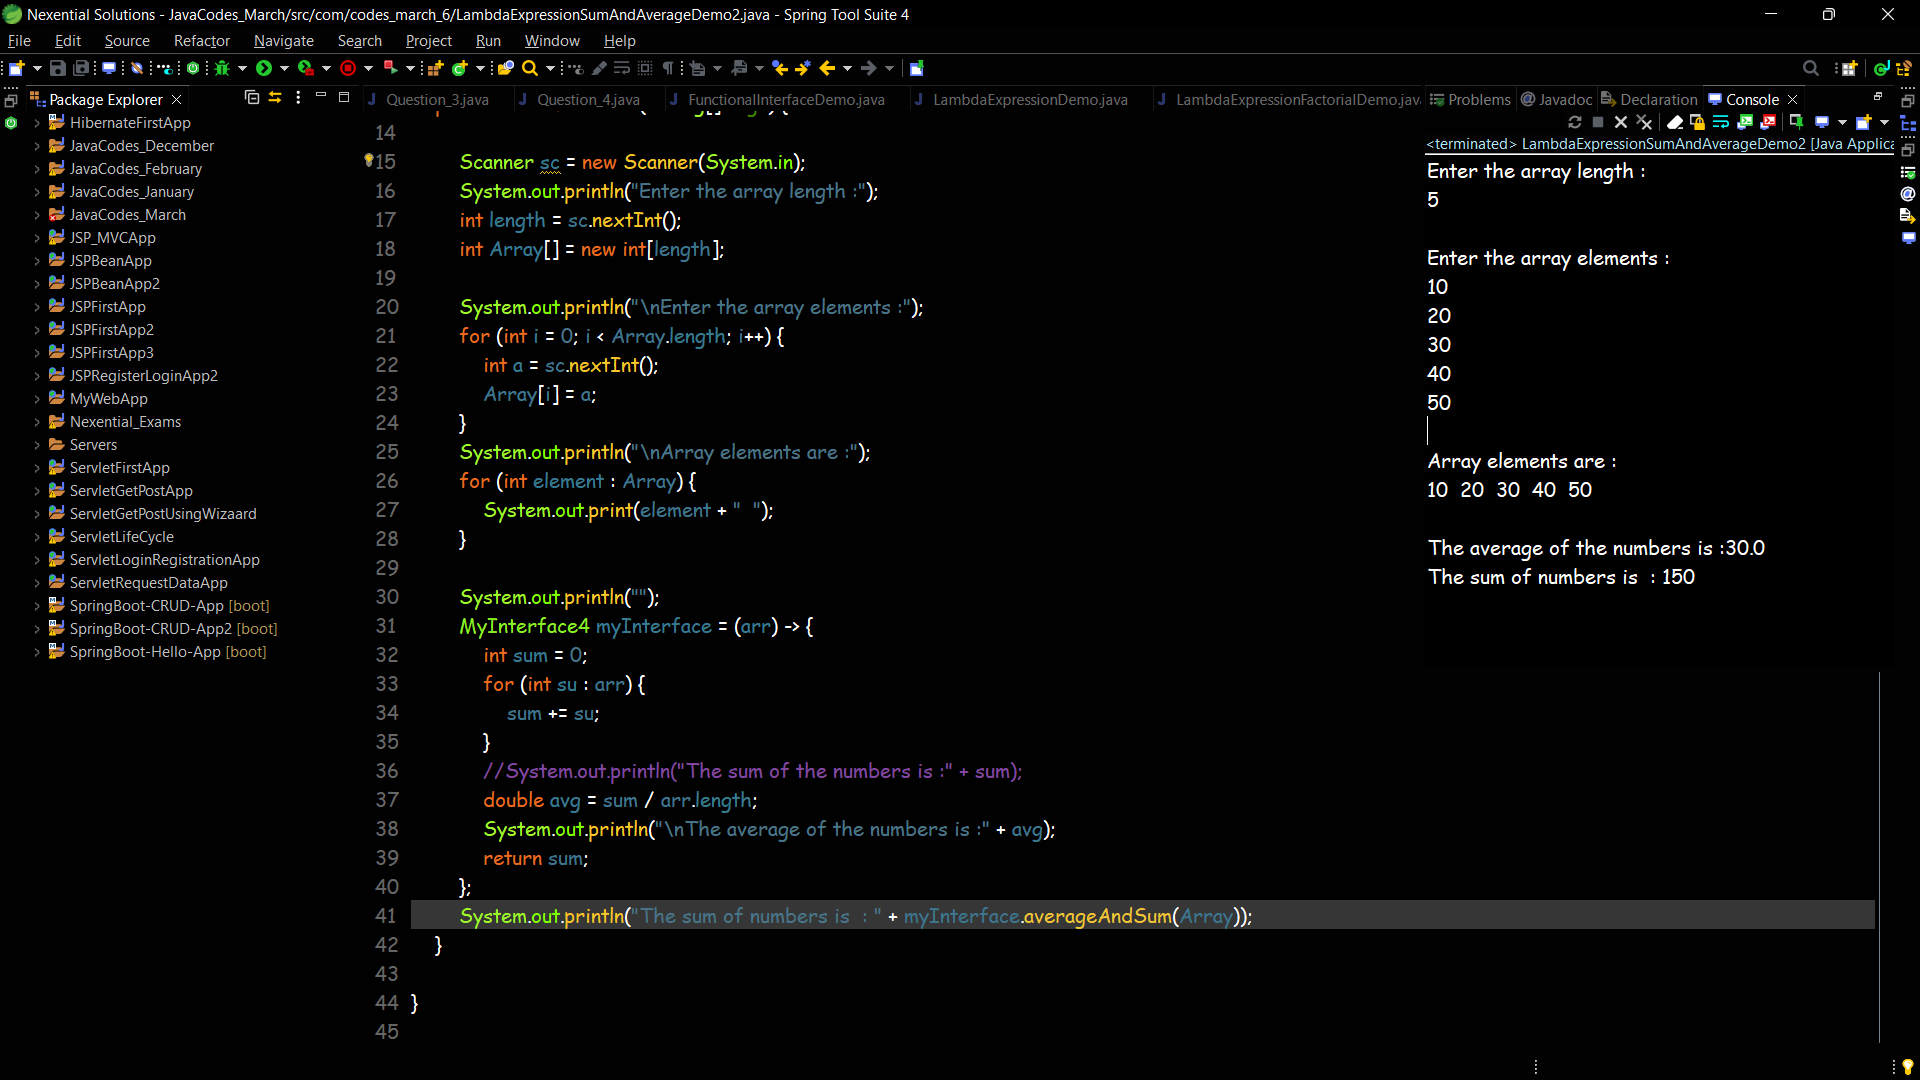 Nexential Solutions - JavaCodes_March/src/com/codes_march_6/LambdaExpressionSumAndAverageDemo2.java - Spring Tool Suite 4
File Edit Source Refactor Navigate Search Project Run Window Help
Package Explorer
HibernateFirstApp
JavaCodes_December
JavaCodes_February
JavaCodes_January
JavaCodes_March
JSP_MVCApp
JSPBeanApp
JSPBeanApp2
JSPFirstApp
JSPFirstApp2
JSPFirstApp3
JSPRegisterLoginApp2
MyWebApp
Nexential_Exams
Servers
ServletFirstApp
ServletGetPostApp
ServletGetPostUsingWizaard
ServletLifeCycle
ServletLoginRegistrationApp
ServletRequestDataApp
SpringBoot-CRUD-App [boot]
SpringBoot-CRUD-App2 [boot]
SpringBoot-Hello-App [boot]
Question_3.java Question_4.java FunctionalInterfaceDemo.java LambdaExpressionDemo.java LambdaExpressionFactorialDemo.jav
14
15 Scanner sc = new Scanner(System.in);
16 System.out.println("Enter the array length :");
17 int length = sc.nextInt();
18 int Array[] = new int[length];
19
20 System.out.println("\nEnter the array elements :");
21 for (int i = 0; i < Array.length; i++) {
22 int a = sc.nextInt();
23 Array[i] = a;
24 }
25 System.out.println("\nArray elements are :");
26 for (int element : Array) {
27 System.out.print(element + "  ");
28 }
29
30 System.out.println("");
31 MyInterface4 myInterface = (arr) -> {
32 int sum = 0;
33 for (int su : arr) {
34 sum += su;
35 }
36 //System.out.println("The sum of the numbers is :" + sum);
37 double avg = sum / arr.length;
38 System.out.println("\nThe average of the numbers is :" + avg);
39 return sum;
40 };
41 System.out.println("The sum of numbers is  : " + myInterface.averageAndSum(Array));
42 }
43
44 }
45
Problems Javadoc Declaration Console
<terminated> LambdaExpressionSumAndAverageDemo2 [Java Applica
Enter the array length :
5
Enter the array elements :
10
20
30
40
50
Array elements are :
10  20  30  40  50
The average of the numbers is :30.0
The sum of numbers is  : 150